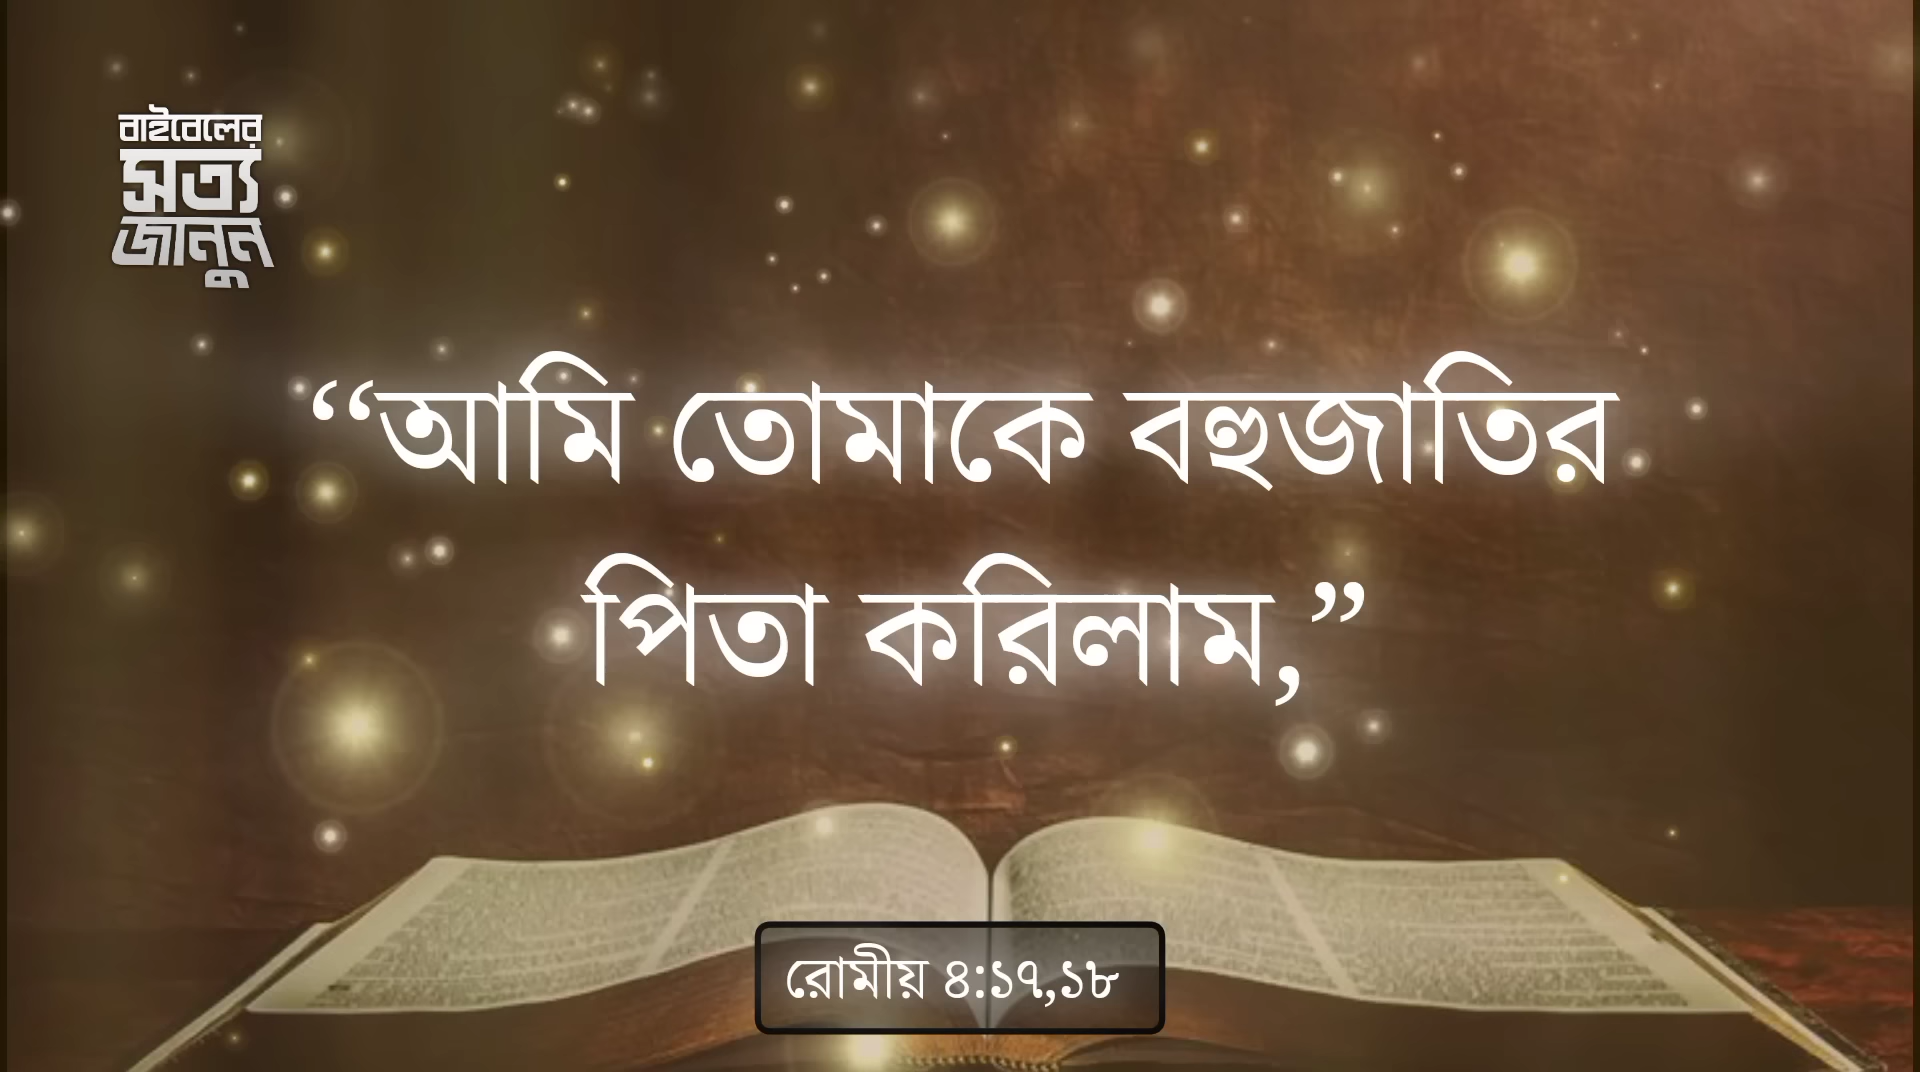 বাইবেলের
সত্য
জানুন
“আমি তোমাকে বহুজাতির
পিতা করিলাম,”
রোমীয় ৪:১৭,১৮